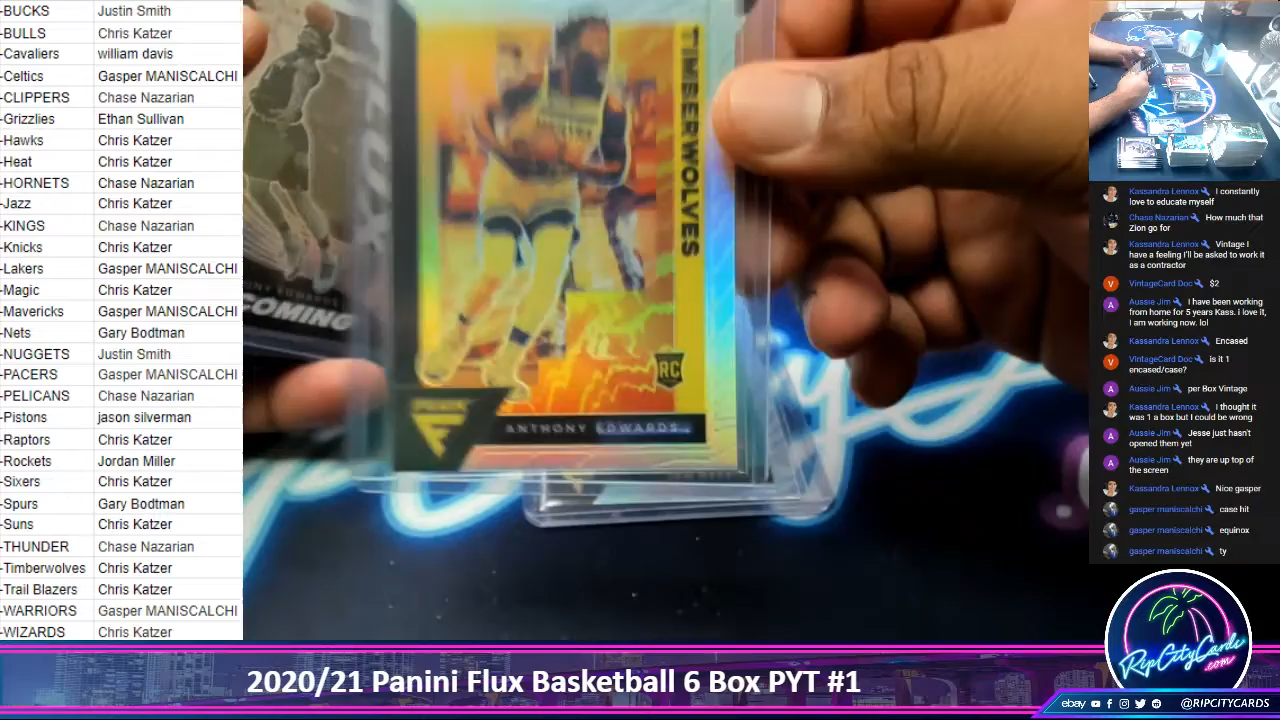 -BUCKS Justin Smith
-BULLS Chris Katzer
-Cavaliers william davis
-Celtics Gasper MANISCALCHI
-CLIPPERS Chase Nazarian
-Grizzlies Ethan Sullivan
-Hawks Chris Katzer
-Heat Chris Katzer
-HORNETS Chase Nazarian
-Jazz Chris Katzer
-KINGS Chase Nazarian
-Knicks Chris Katzer
-Lakers Gasper MANISCALCHI
-Magic Chris Katzer
-Mavericks Gasper MANISCALCHI
-Nets Gary Bodtman
-NUGGETS Justin Smith
-PACERS Gasper MANISCALCHI
-PELICANS Chase Nazarian
-Pistons jason silverman
-Raptors Chris Katzer
-Rockets Jordan Miller
-Sixers Chris Katzer
-Spurs Gary Bodtman
-Suns Chris Katzer
-THUNDER Chase Nazarian
-Timberwolves Chris Katzer
-Trail Blazers Chris Katzer
-WARRIORS Gasper MANISCALCHI
-WIZARDS Chris Katzer
TIMBERWOLVES
RC
ANTHONY EDWARDS
EDWARDS
COMING
Kassandra Lennox I constantly
love to educate myself
Chase Nazarian How much that
Zion go for
Kassandra Lennox Vintage I
have a feeling I'll be asked to work it
as a contractor
VintageCard Doc $2
Aussie Jim I have been working
from home for 5 years Kass. i love it,
I am working now. lol
Kassandra Lennox Encased
VintageCard Doc is it 1
encased/case?
Aussie Jim per Box Vintage
Kassandra Lennox I thought it
was 1 a box but I could be wrong
Aussie Jim Jesse just hasn't
opened them yet
Aussie Jim they are up top of
the screen
Kassandra Lennox Nice gasper
gasper maniscalchi case hit
gasper maniscalchi equinox
gasper maniscalchi ty
RipCityCards
.com
2020/21 Panini Flux Basketball 6 Box PYT #1
ebay @RIPCITYCARDS